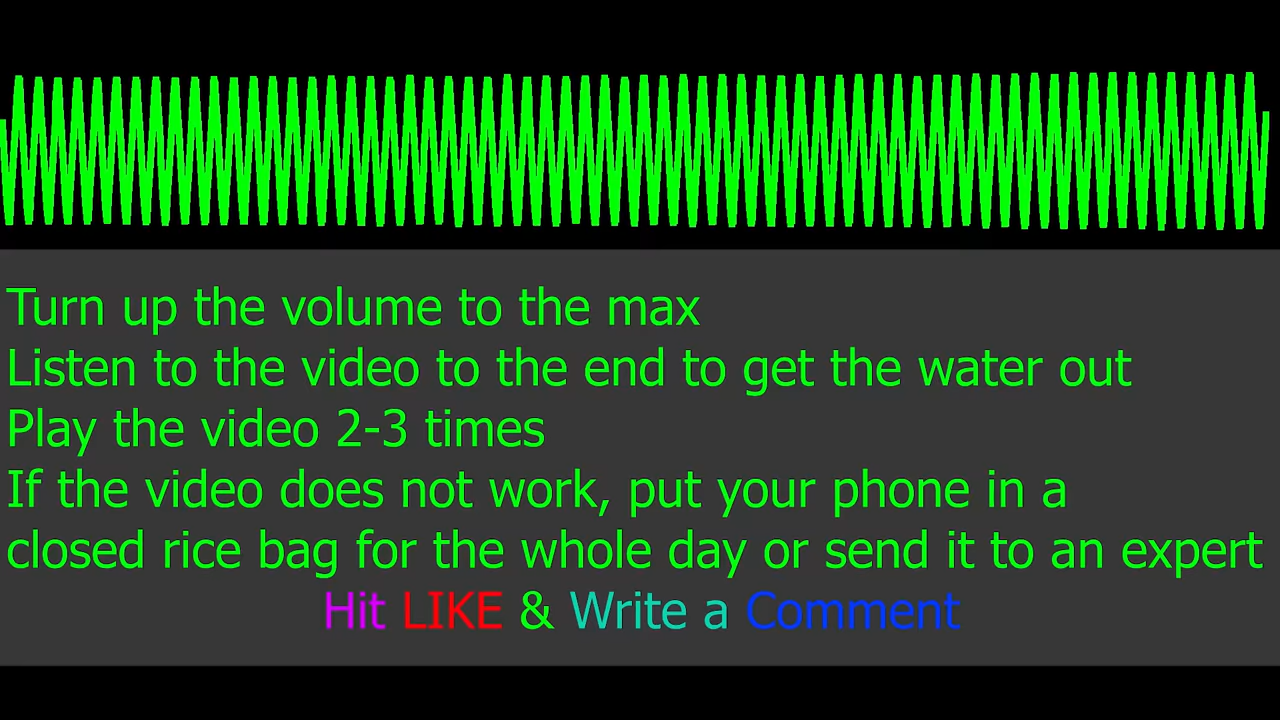 Turn up the volume to the max
Listen to the video to the end to get the water out
Play the video 2-3 times
If the video does not work, put your phone in a
closed rice bag for the whole day or send it to an expert
Hit LIKE & Write a Comment